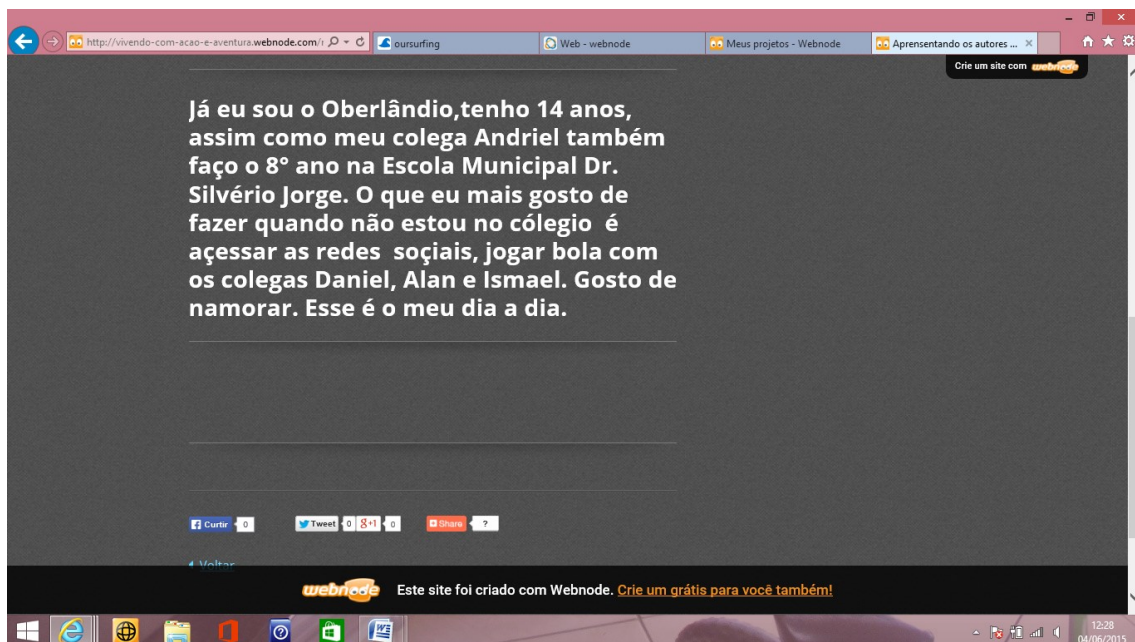 http://vivendo-com-acao-e-aventura.webnode.com/
oursurfing
Web - webnode
Meus projetos - Webnode
Aprensentando os autores ...
Crie um site com webnode
Já eu sou o Oberlândio,tenho 14 anos,
assim como meu colega Andriel também
faço o 8° ano na Escola Municipal Dr.
Silvério Jorge. O que eu mais gosto de
fazer quando não estou no cólegio é
açessar as redes soçiais, jogar bola com
os colegas Daniel, Alan e Ismael. Gosto de
namorar. Esse é o meu dia a dia.
Curtir 0 Tweet 0 g+1 0 Share ?
Voltar
webnode Este site foi criado com Webnode. Crie um grátis para você também!
12:28
04/06/2015